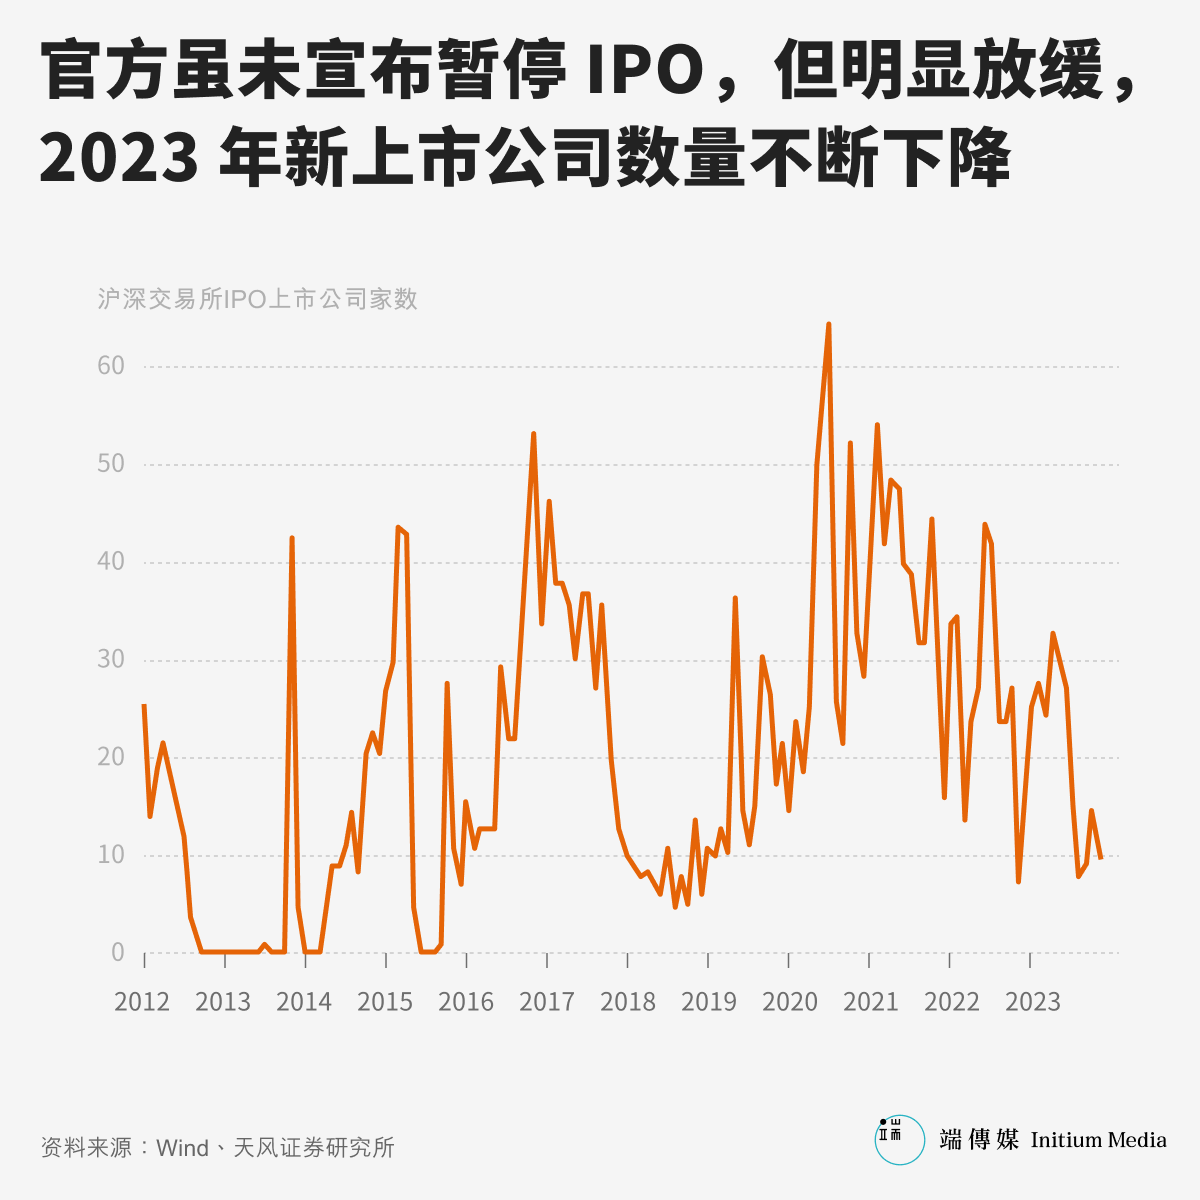 官方虽未宣布暂停 IPO，但明显放缓，
2023 年新上市公司数量不断下降
沪深交易所IPO上市公司家数
60
50
40
30
20
10
0
2012 2013 2014 2015 2016 2017 2018 2019 2020 2021 2022 2023
资料来源：Wind、天风证券研究所
端傳媒 Initium Media